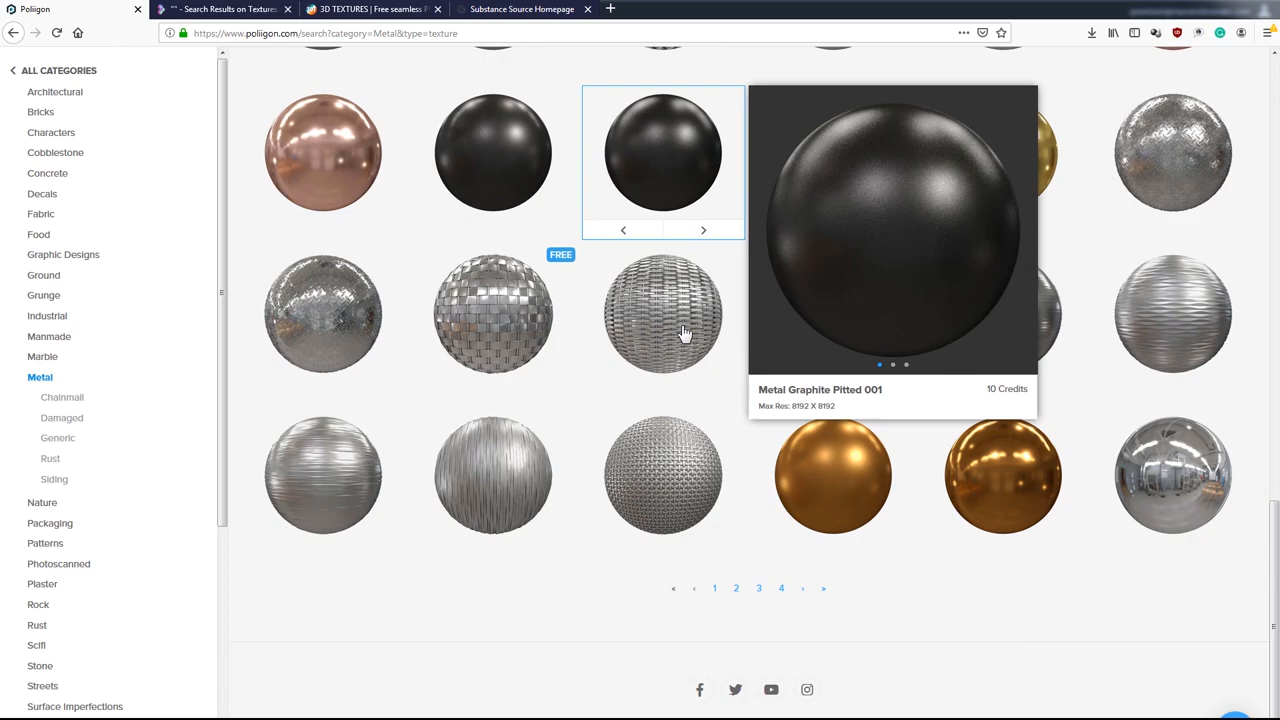 Poliigon
"" - Search Results on Textures
3D TEXTURES | Free seamless P
Substance Source Homepage
https://www.poliigon.com/search?category=Metal&type=texture
ALL CATEGORIES
Architectural
Bricks
Characters
Cobblestone
Concrete
Decals
Fabric
Food
Graphic Designs
Ground
Grunge
Industrial
Manmade
Marble
Metal
Chainmail
Damaged
Generic
Rust
Siding
Nature
Packaging
Patterns
Photoscanned
Plaster
Rock
Rust
Scifi
Stone
Streets
Surface Imperfections
FREE
Metal Graphite Pitted 001
10 Credits
Max Res: 8192 X 8192
« ‹ 1 2 3 4 › »